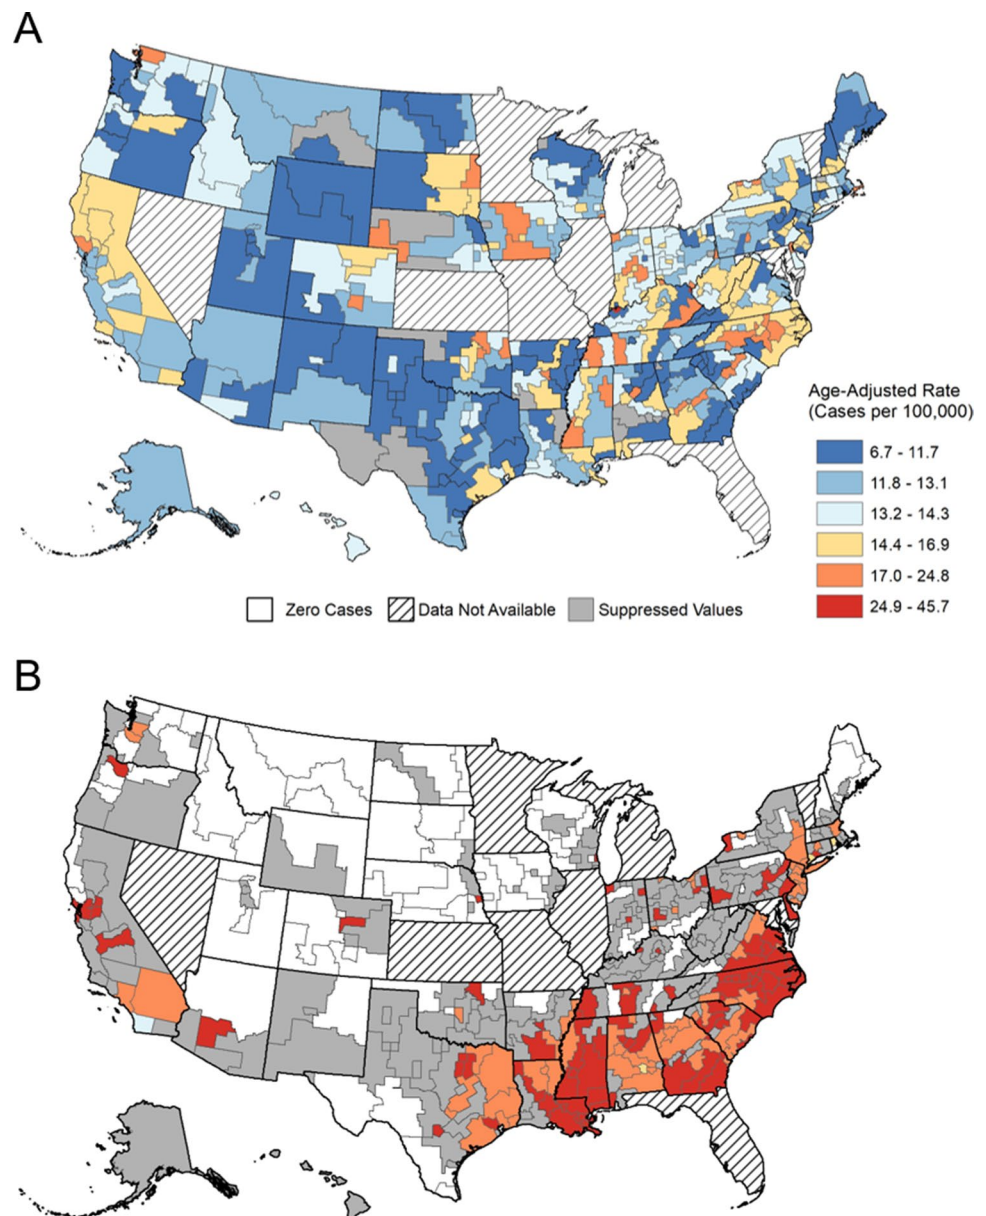 A
Age-Adjusted Rate
(Cases per 100,000)
6.7 - 11.7
11.8 - 13.1
13.2 - 14.3
14.4 - 16.9
17.0 - 24.8
24.9 - 45.7
Zero Cases
Data Not Available
Suppressed Values
B